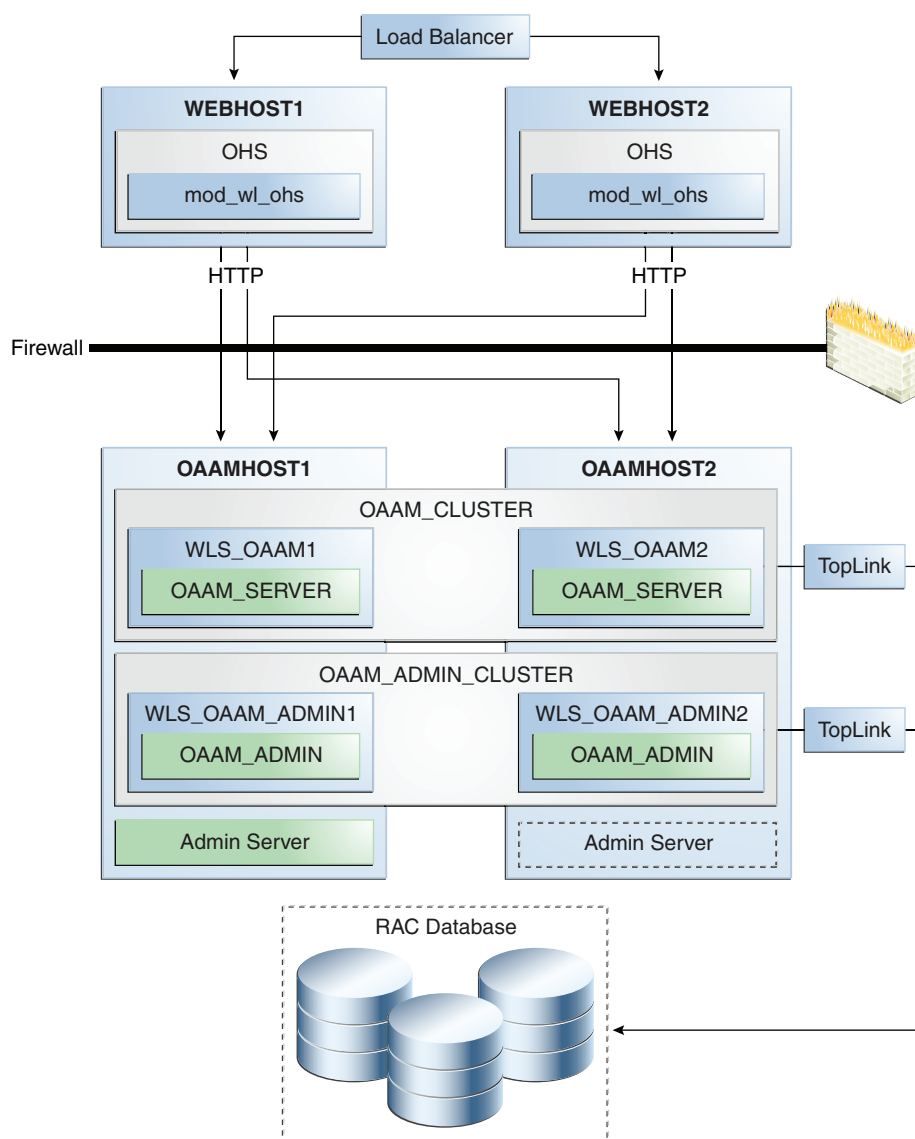 Load Balancer
WEBHOST1
WEBHOST2
OHS
OHS
mod_wl_ohs
mod_wl_ohs
HTTP
HTTP
Firewall
OAAMHOST1
OAAMHOST2
OAAM_CLUSTER
WLS_OAAM1
WLS_OAAM2
OAAM_SERVER
OAAM_SERVER
TopLink
OAAM_ADMIN_CLUSTER
WLS_OAAM_ADMIN1
WLS_OAAM_ADMIN2
OAAM_ADMIN
OAAM_ADMIN
TopLink
Admin Server
Admin Server
RAC Database